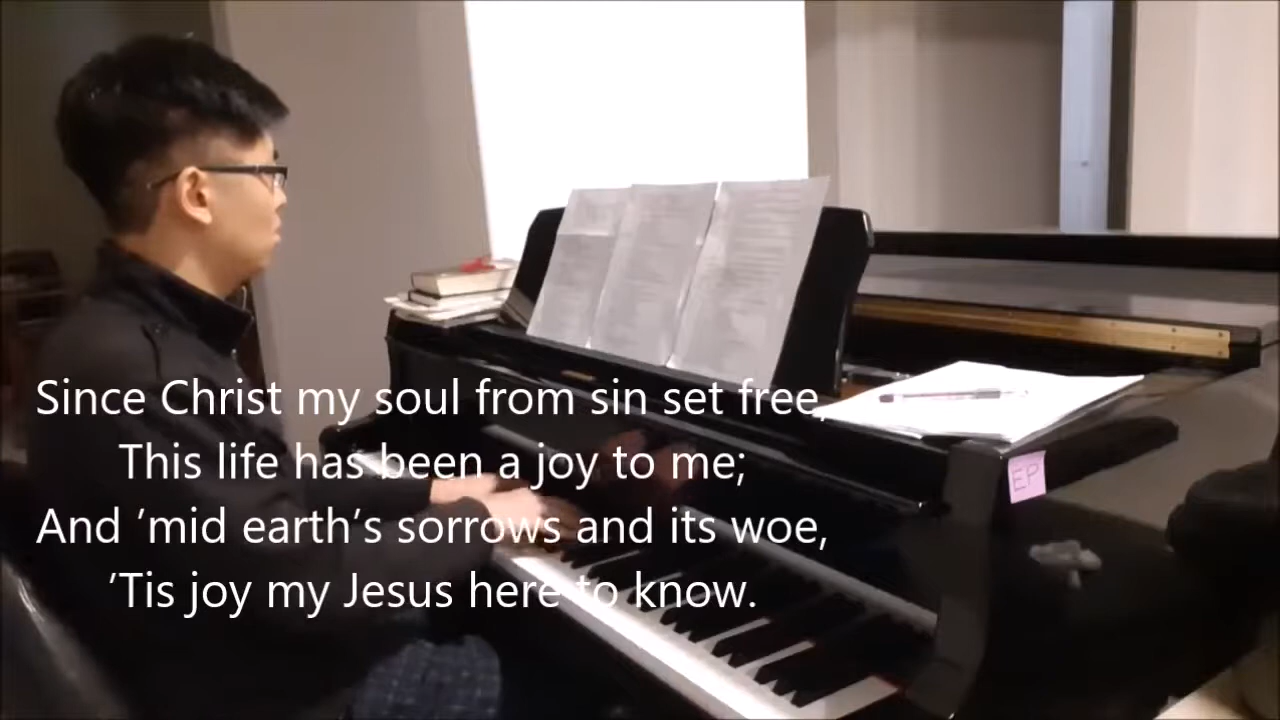 Since Christ my soul from sin set free,
This life has been a joy to me;
And ’mid earth’s sorrows and its woe,
’Tis joy my Jesus here to know.
EP